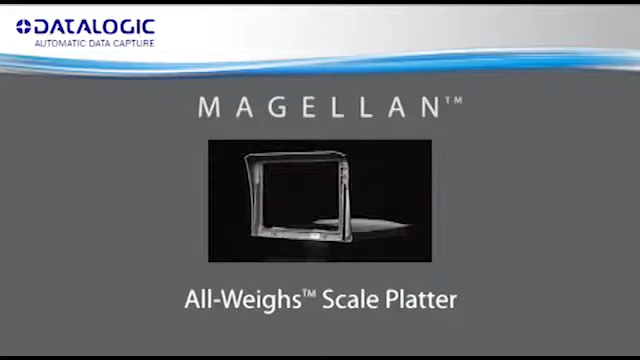 DATALOGIC
AUTOMATIC DATA CAPTURE
MAGELLAN™
All-Weighs™ Scale Platter